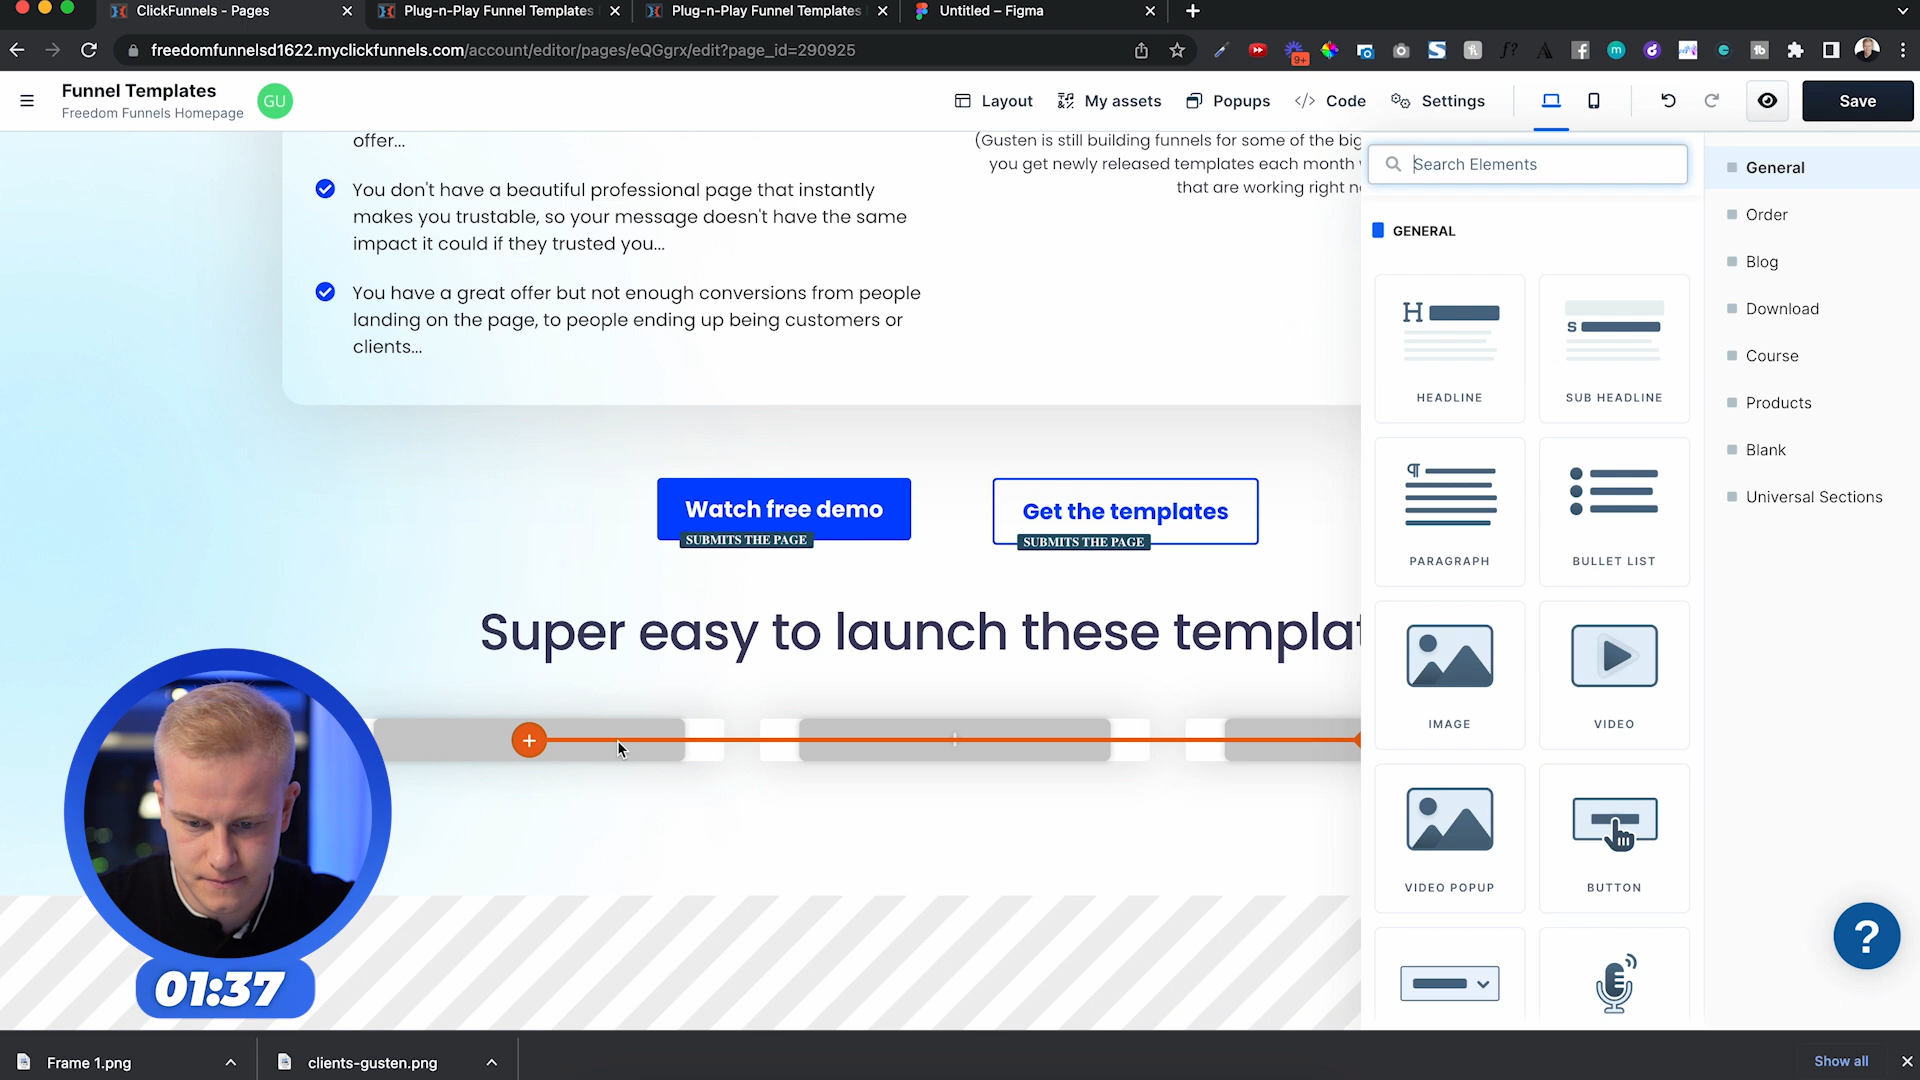 ClickFunnels - Pages
Plug-n-Play Funnel Templates
Plug-n-Play Funnel Templates
Untitled – Figma
freedomfunnelsd1622.myclickfunnels.com/account/editor/pages/eQGgrx/edit?page_id=290925
9+
Funnel Templates
Freedom Funnels Homepage
GU
Layout
My assets
Popups
Code
Settings
Save
offer...
You don't have a beautiful professional page that instantly
makes you trustable, so your message doesn't have the same
impact it could if they trusted you...
You have a great offer but not enough conversions from people
landing on the page, to people ending up being customers or
clients...
(Gusten is still building funnels for some of the big
you get newly released templates each month
that are working right n
Watch free demo
SUBMITS THE PAGE
Get the templates
SUBMITS THE PAGE
Super easy to launch these templat
Search Elements
GENERAL
HEADLINE
SUB HEADLINE
PARAGRAPH
BULLET LIST
IMAGE
VIDEO
VIDEO POPUP
BUTTON
General
Order
Blog
Download
Course
Products
Blank
Universal Sections
?
01:37
Frame 1.png
clients-gusten.png
Show all